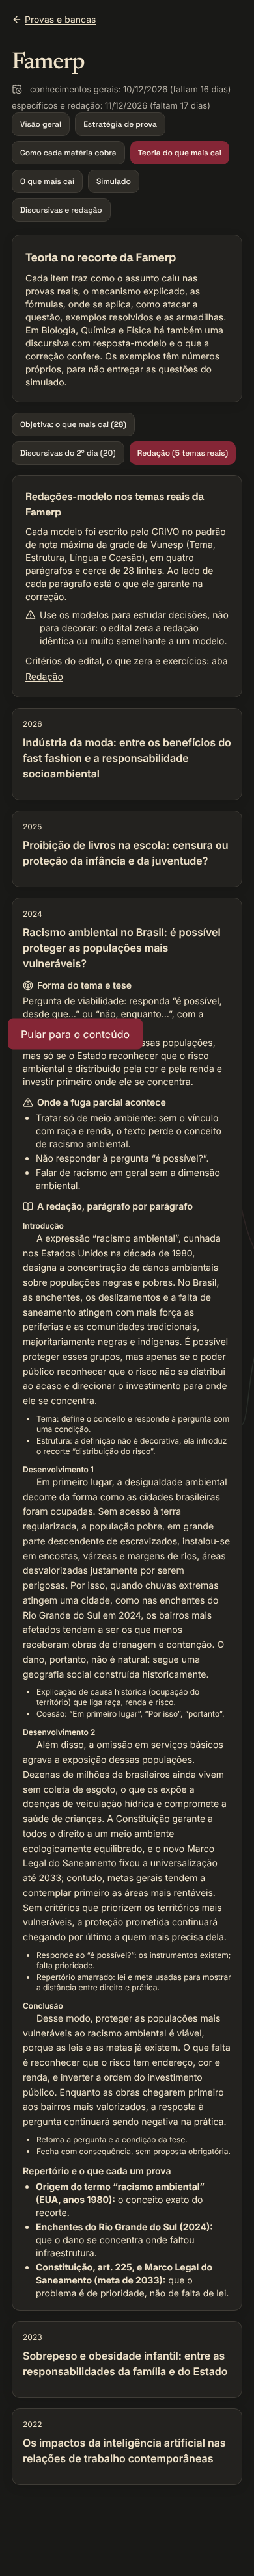 ← Provas e bancas
Famerp
conhecimentos gerais: 10/12/2026 (faltam 16 dias)
específicos e redação: 11/12/2026 (faltam 17 dias)
Visão geral
Estratégia de prova
Como cada matéria cobra
Teoria do que mais cai
O que mais cai
Simulado
Discursivas e redação
Teoria no recorte da Famerp
Cada item traz como o assunto caiu nas
provas reais, o mecanismo explicado, as
fórmulas, onde se aplica, como atacar a
questão, exemplos resolvidos e as armadilhas.
Em Biologia, Química e Física há também uma
discursiva com resposta-modelo e o que a
correção confere. Os exemplos têm números
próprios, para não entregar as questões do
simulado.
Objetiva: o que mais cai (28)
Discursivas do 2º dia (20)
Redação (5 temas reais)
Redações-modelo nos temas reais da
Famerp
Cada modelo foi escrito pelo CRIVO no padrão
de nota máxima da grade da Vunesp (Tema,
Estrutura, Língua e Coesão), em quatro
parágrafos e cerca de 28 linhas. Ao lado de
cada parágrafo está o que ele garante na
correção.
Use os modelos para estudar decisões, não
para decorar: o edital zera a redação
idêntica ou muito semelhante a um modelo.
Critérios do edital, o que zera e exercícios: aba
Redação
2026
Indústria da moda: entre os benefícios do
fast fashion e a responsabilidade
socioambiental
2025
Proibição de livros na escola: censura ou
proteção da infância e da juventude?
2024
Racismo ambiental no Brasil: é possível
proteger as populações mais
vulneráveis?
Forma do tema e tese
Pergunta de viabilidade: responda “é possível,
desde que...” ou “não, enquanto...”, com a
Pular para o conteúdo
essas populações,
mas só se o Estado reconhecer que o risco
ambiental é distribuído pela cor e pela renda e
investir primeiro onde ele se concentra.
Onde a fuga parcial acontece
• Tratar só de meio ambiente: sem o vínculo
com raça e renda, o texto perde o conceito
de racismo ambiental.
• Não responder à pergunta “é possível?”.
• Falar de racismo em geral sem a dimensão
ambiental.
A redação, parágrafo por parágrafo
Introdução
A expressão “racismo ambiental”, cunhada
nos Estados Unidos na década de 1980,
designa a concentração de danos ambientais
sobre populações negras e pobres. No Brasil,
as enchentes, os deslizamentos e a falta de
saneamento atingem com mais força as
periferias e as comunidades tradicionais,
majoritariamente negras e indígenas. É possível
proteger esses grupos, mas apenas se o poder
público reconhecer que o risco não se distribui
ao acaso e direcionar o investimento para onde
ele se concentra.
• Tema: define o conceito e responde à pergunta com
uma condição.
• Estrutura: a definição não é decorativa, ela introduz
o recorte “distribuição do risco”.
Desenvolvimento 1
Em primeiro lugar, a desigualdade ambiental
decorre da forma como as cidades brasileiras
foram ocupadas. Sem acesso à terra
regularizada, a população pobre, em grande
parte descendente de escravizados, instalou-se
em encostas, várzeas e margens de rios, áreas
desvalorizadas justamente por serem
perigosas. Por isso, quando chuvas extremas
atingem uma cidade, como nas enchentes do
Rio Grande do Sul em 2024, os bairros mais
afetados tendem a ser os que menos
receberam obras de drenagem e contenção. O
dano, portanto, não é natural: segue uma
geografia social construída historicamente.
• Explicação de causa histórica (ocupação do
território) que liga raça, renda e risco.
• Coesão: “Em primeiro lugar”, “Por isso”, “portanto”.
Desenvolvimento 2
Além disso, a omissão em serviços básicos
agrava a exposição dessas populações.
Dezenas de milhões de brasileiros ainda vivem
sem coleta de esgoto, o que os expõe a
doenças de veiculação hídrica e compromete a
saúde de crianças. A Constituição garante a
todos o direito a um meio ambiente
ecologicamente equilibrado, e o novo Marco
Legal do Saneamento fixou a universalização
até 2033; contudo, metas gerais tendem a
contemplar primeiro as áreas mais rentáveis.
Sem critérios que priorizem os territórios mais
vulneráveis, a proteção prometida continuará
chegando por último a quem mais precisa dela.
• Responde ao “é possível?”: os instrumentos existem;
falta prioridade.
• Repertório amarrado: lei e meta usadas para mostrar
a distância entre direito e prática.
Conclusão
Desse modo, proteger as populações mais
vulneráveis ao racismo ambiental é viável,
porque as leis e as metas já existem. O que falta
é reconhecer que o risco tem endereço, cor e
renda, e inverter a ordem do investimento
público. Enquanto as obras chegarem primeiro
aos bairros mais valorizados, a resposta à
pergunta continuará sendo negativa na prática.
• Retoma a pergunta e a condição da tese.
• Fecha com consequência, sem proposta obrigatória.
Repertório e o que cada um prova
• Origem do termo “racismo ambiental”
(EUA, anos 1980): o conceito exato do
recorte.
• Enchentes do Rio Grande do Sul (2024):
que o dano se concentra onde faltou
infraestrutura.
• Constituição, art. 225, e Marco Legal do
Saneamento (meta de 2033): que o
problema é de prioridade, não de falta de lei.
2023
Sobrepeso e obesidade infantil: entre as
responsabilidades da família e do Estado
2022
Os impactos da inteligência artificial nas
relações de trabalho contemporâneas